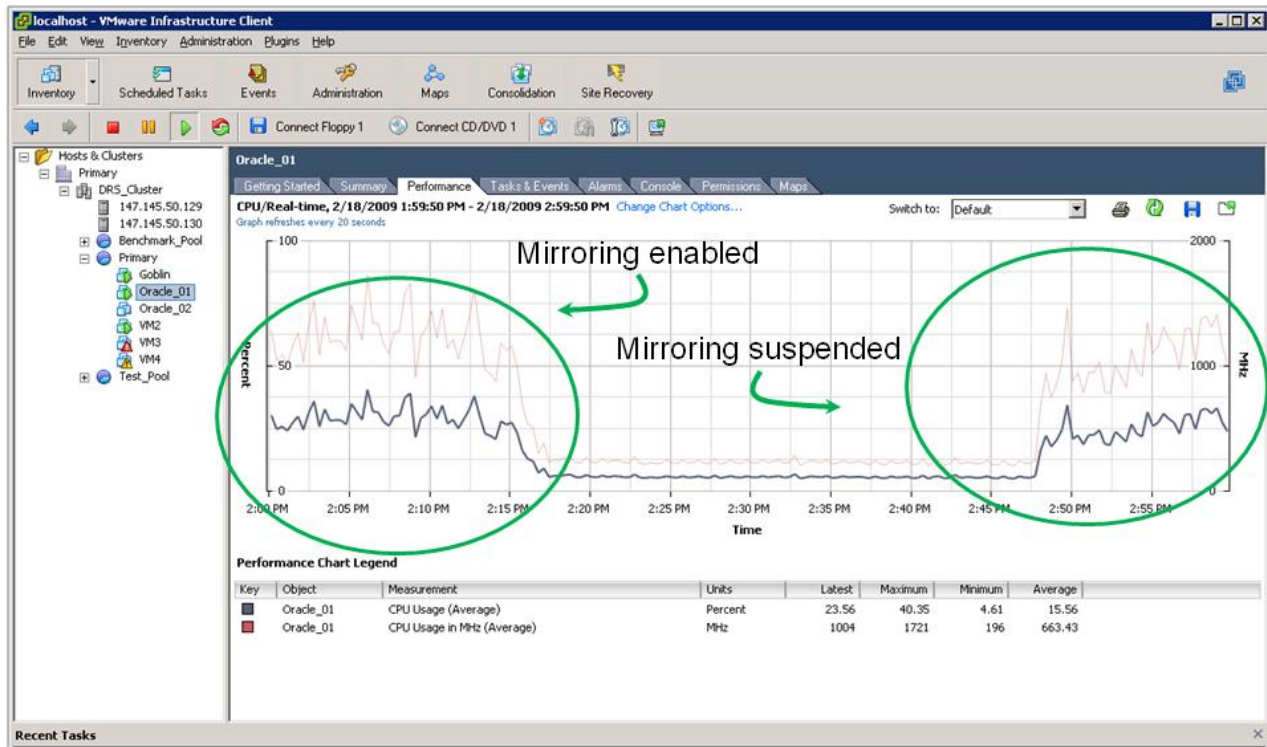 localhost - VMware Infrastructure Client
File Edit View Inventory Administration Plugins Help
Inventory Scheduled Tasks Events Administration Maps Consolidation Site Recovery
Connect Floppy 1 Connect CD/DVD 1
Hosts & Clusters
Primary
DRS_Cluster
147.145.50.129
147.145.50.130
Benchmark_Pool
Primary
Goblin
Oracle_01
Oracle_02
VM2
VM3
VM4
Test_Pool
Oracle_01
Getting Started Summary Performance Tasks & Events Alarms Console Permissions Maps
CPU/Real-time, 2/18/2009 1:59:50 PM - 2/18/2009 2:59:50 PM Change Chart Options... Switch to: Default
Graph refreshes every 20 seconds
100 2000
Mirroring enabled
Mirroring suspended
Percent
50 1000
MHz
0 0
2:00 PM 2:05 PM 2:10 PM 2:15 PM 2:20 PM 2:25 PM 2:30 PM 2:35 PM 2:40 PM 2:45 PM 2:50 PM 2:55 PM
Time
Performance Chart Legend
Key Object Measurement Units Latest Maximum Minimum Average
Oracle_01 CPU Usage (Average) Percent 23.56 40.35 4.61 15.56
Oracle_01 CPU Usage in MHz (Average) MHz 1004 1721 196 663.43
Recent Tasks